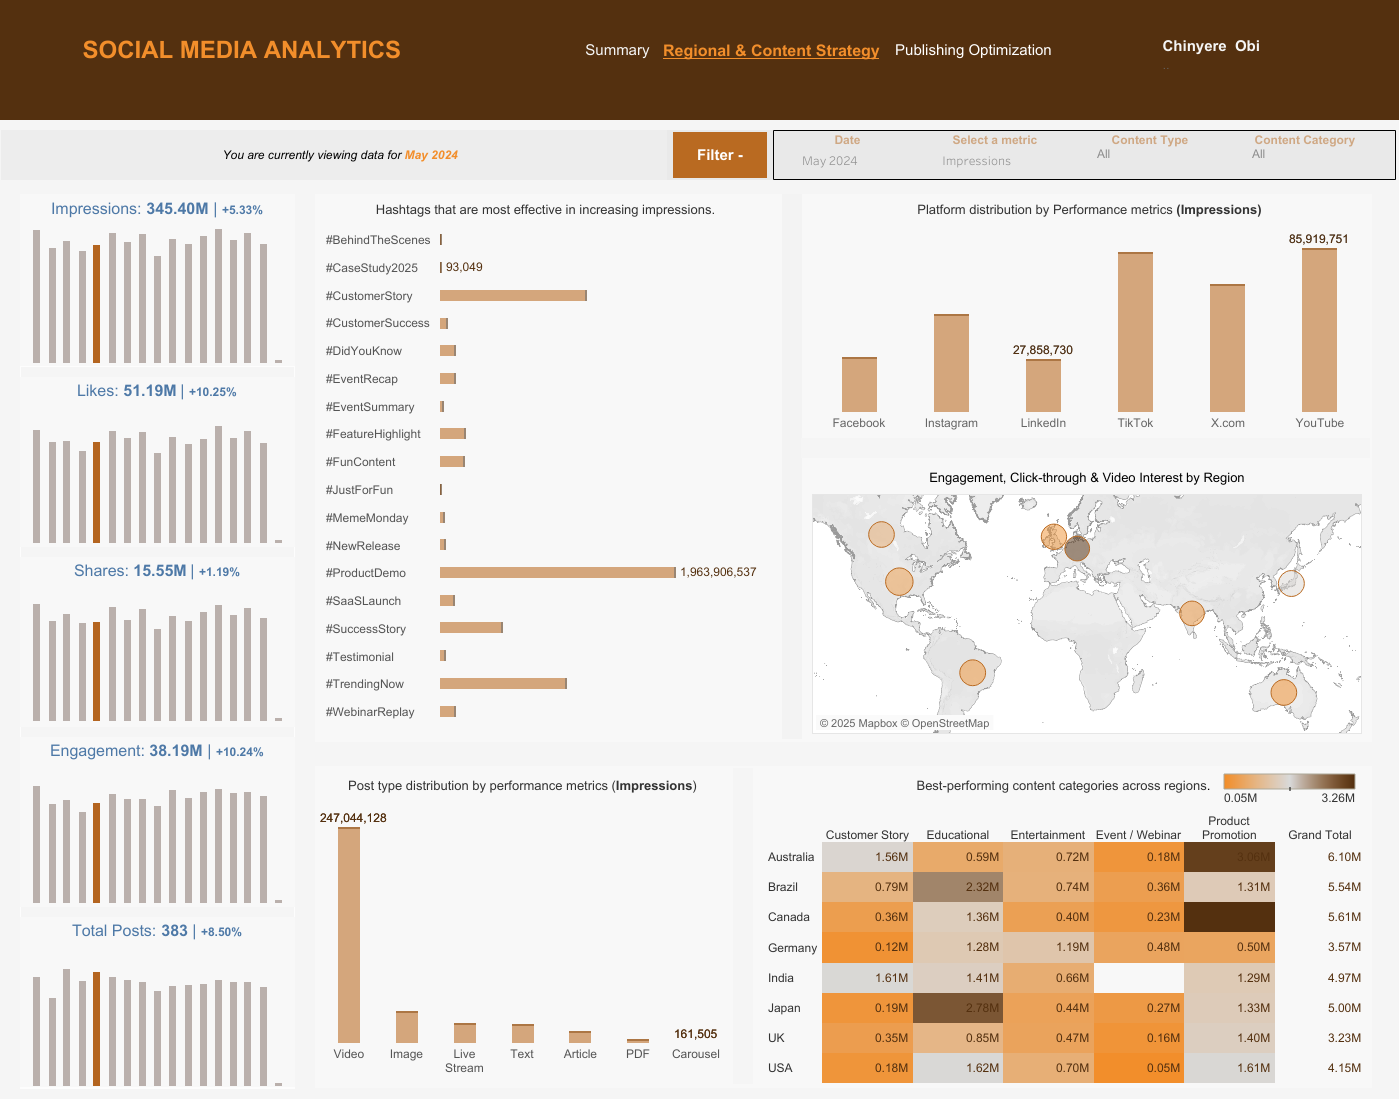 SOCIAL MEDIA ANALYTICS
Summary Regional & Content Strategy Publishing Optimization
Chinyere Obi
You are currently viewing data for May 2024
Filter -
Date Select a metric Content Type Content Category
May 2024 Impressions All All
Impressions: 345.40M | +5.33%
Likes: 51.19M | +10.25%
Shares: 15.55M | +1.19%
Engagement: 38.19M | +10.24%
Total Posts: 383 | +8.50%
Hashtags that are most effective in increasing impressions.
#BehindTheScenes
#CaseStudy2025 93,049
#CustomerStory
#CustomerSuccess
#DidYouKnow
#EventRecap
#EventSummary
#FeatureHighlight
#FunContent
#JustForFun
#MemeMonday
#NewRelease
#ProductDemo 1,963,906,537
#SaaSLaunch
#SuccessStory
#Testimonial
#TrendingNow
#WebinarReplay
Platform distribution by Performance metrics (Impressions)
85,919,751
27,858,730
Facebook Instagram LinkedIn TikTok X.com YouTube
Engagement, Click-through & Video Interest by Region
© 2025 Mapbox © OpenStreetMap
Post type distribution by performance metrics (Impressions)
247,044,128
161,505
Video Image Live Text Article PDF Carousel
Stream
Best-performing content categories across regions.
0.05M 3.26M
Product
Customer Story Educational Entertainment Event / Webinar Promotion Grand Total
Australia 1.56M 0.59M 0.72M 0.18M 3.06M 6.10M
Brazil 0.79M 2.32M 0.74M 0.36M 1.31M 5.54M
Canada 0.36M 1.36M 0.40M 0.23M 5.61M
Germany 0.12M 1.28M 1.19M 0.48M 0.50M 3.57M
India 1.61M 1.41M 0.66M 1.29M 4.97M
Japan 0.19M 2.78M 0.44M 0.27M 1.33M 5.00M
UK 0.35M 0.85M 0.47M 0.16M 1.40M 3.23M
USA 0.18M 1.62M 0.70M 0.05M 1.61M 4.15M